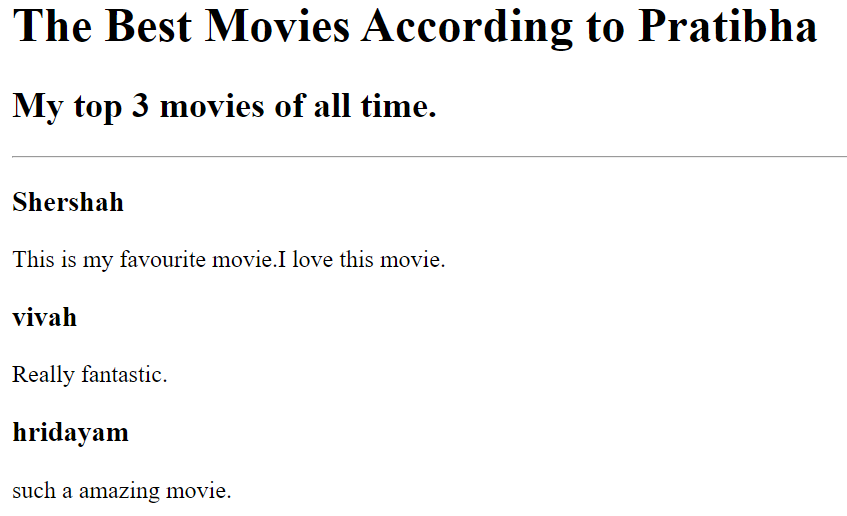 The Best Movies According to Pratibha
My top 3 movies of all time.
Shershah
This is my favourite movie.I love this movie.
vivah
Really fantastic.
hridayam
such a amazing movie.